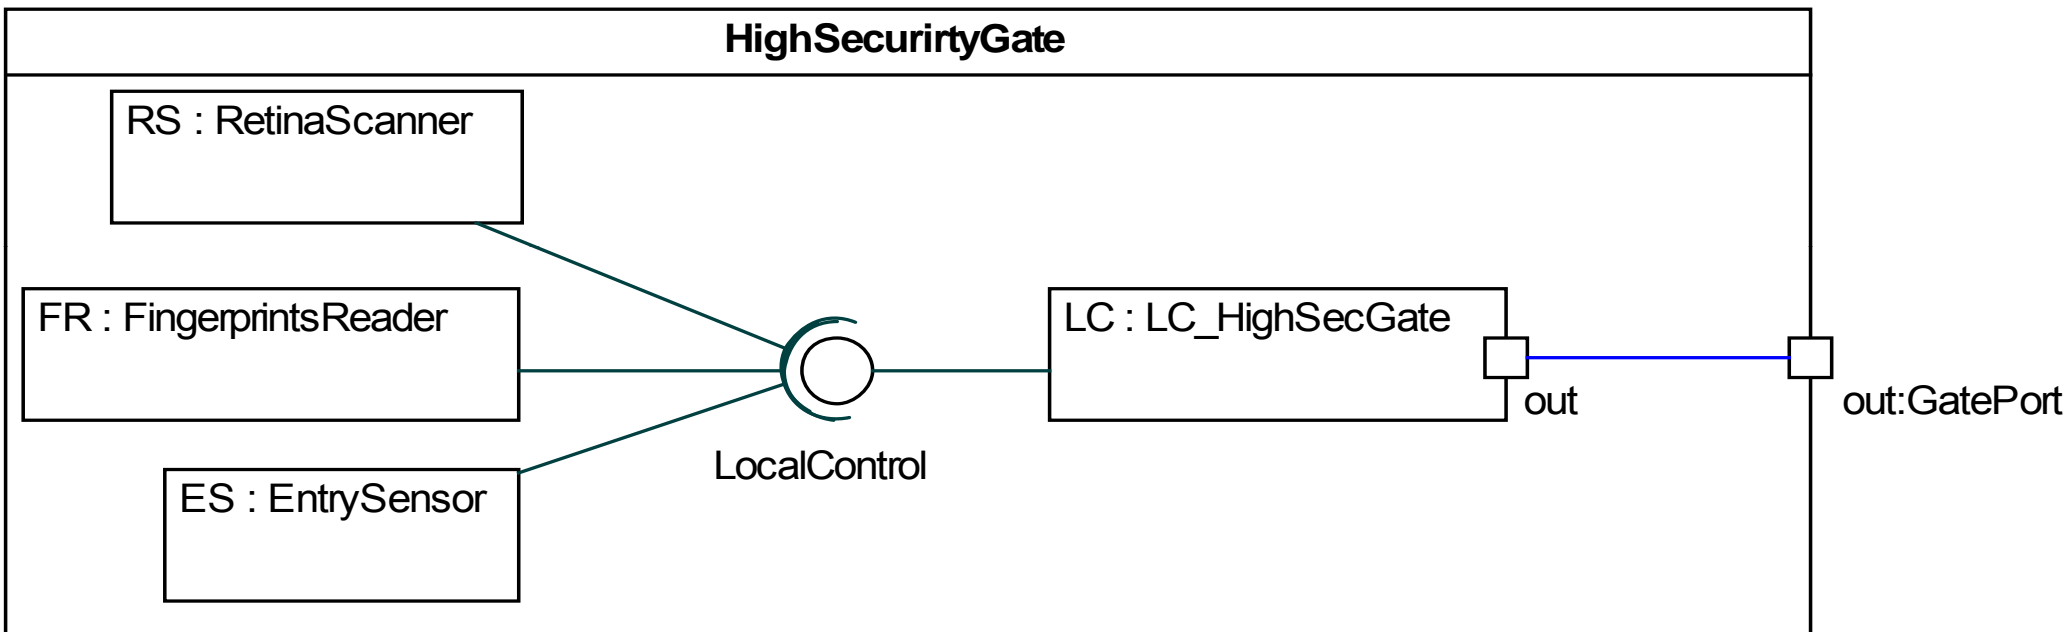 HighSecurirtyGate
RS : RetinaScanner
FR : FingerprintsReader
LC : LC_HighSecGate
out
out:GatePort
LocalControl
ES : EntrySensor